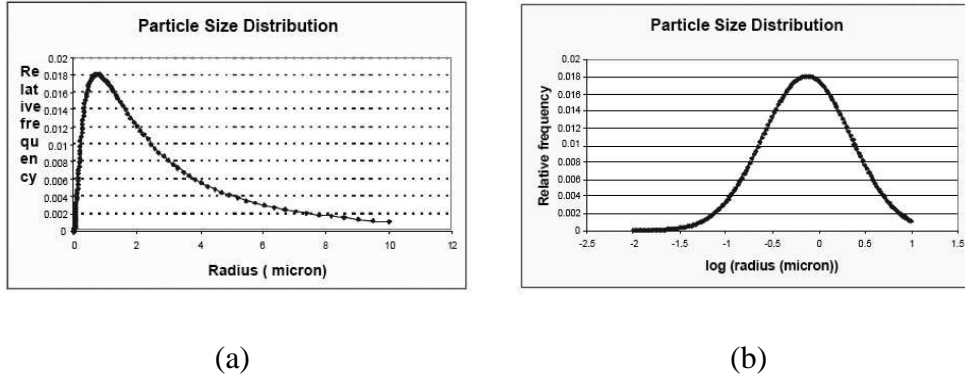 Particle Size Distribution
Re
lat
ive
fre
qu
en
cy
0.02
0.018
0.016
0.014
0.012
0.01
0.008
0.006
0.004
0.002
0
0 2 4 6 8 10 12
Radius ( micron)
(a)
Particle Size Distribution
Relative frequency
0.02
0.018
0.016
0.014
0.012
0.01
0.008
0.006
0.004
0.002
0
-2.5 -2 -1.5 -1 -0.5 0 0.5 1 1.5
log (radius (micron))
(b)